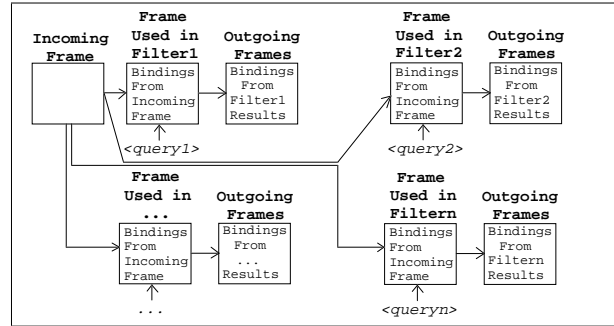 Incoming
Frame
Frame
Used in
Filter1
Bindings
From
Incoming
Frame
<query1>
Outgoing
Frames
Bindings
From
Filter1
Results
Frame
Used in
Filter2
Bindings
From
Incoming
Frame
<query2>
Outgoing
Frames
Bindings
From
Filter2
Results
Frame
Used in
...
Bindings
From
Incoming
Frame
...
Outgoing
Frames
Bindings
From
...
Results
Frame
Used in
Filtern
Bindings
From
Incoming
Frame
<queryn>
Outgoing
Frames
Bindings
From
Filtern
Results